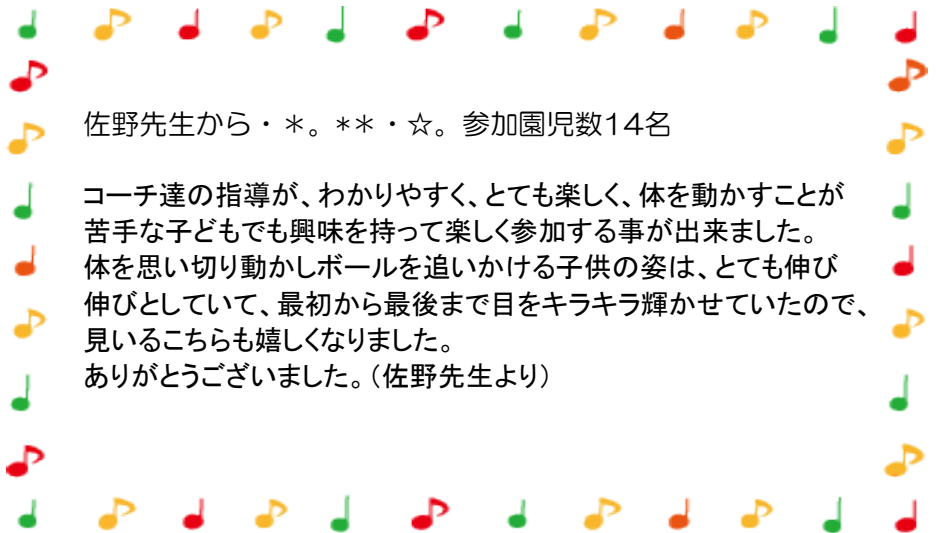 佐野先生から・＊。＊＊・☆。参加園児数14名
コーチ達の指導が、わかりやすく、とても楽しく、体を動かすことが
苦手な子どもでも興味を持って楽しく参加する事が出来ました。
体を思い切り動かしボールを追いかける子供の姿は、とても伸び
伸びとしていて、最初から最後まで目をキラキラ輝かせていたので、
見いるこちらも嬉しくなりました。
ありがとうございました。（佐野先生より）